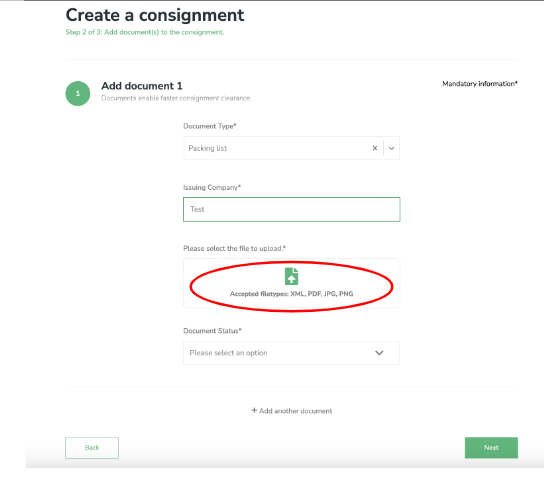 Create a consignment
Step 2 of 3: Add document(s) to the consignment.
1
Add document 1
Mandatory information*
Documents enable faster consignment clearance.
Document Type*
Packing list
Issuing Company*
Test
Please select the file to upload.*
Accepted filetypes: XML, PDF, JPG, PNG
Document Status*
Please select an option
+ Add another document
Back
Next